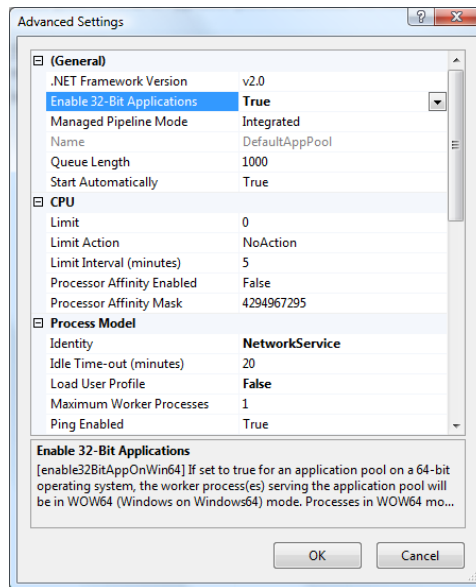 Advanced Settings
(General)
.NET Framework Version v2.0
Enable 32-Bit Applications True
Managed Pipeline Mode Integrated
Name DefaultAppPool
Queue Length 1000
Start Automatically True
CPU
Limit 0
Limit Action NoAction
Limit Interval (minutes) 5
Processor Affinity Enabled False
Processor Affinity Mask 4294967295
Process Model
Identity NetworkService
Idle Time-out (minutes) 20
Load User Profile False
Maximum Worker Processes 1
Ping Enabled True
Enable 32-Bit Applications
[enable32BitAppOnWin64] If set to true for an application pool on a 64-bit
operating system, the worker process(es) serving the application pool will
be in WOW64 (Windows on Windows64) mode. Processes in WOW64 mo...
OK Cancel